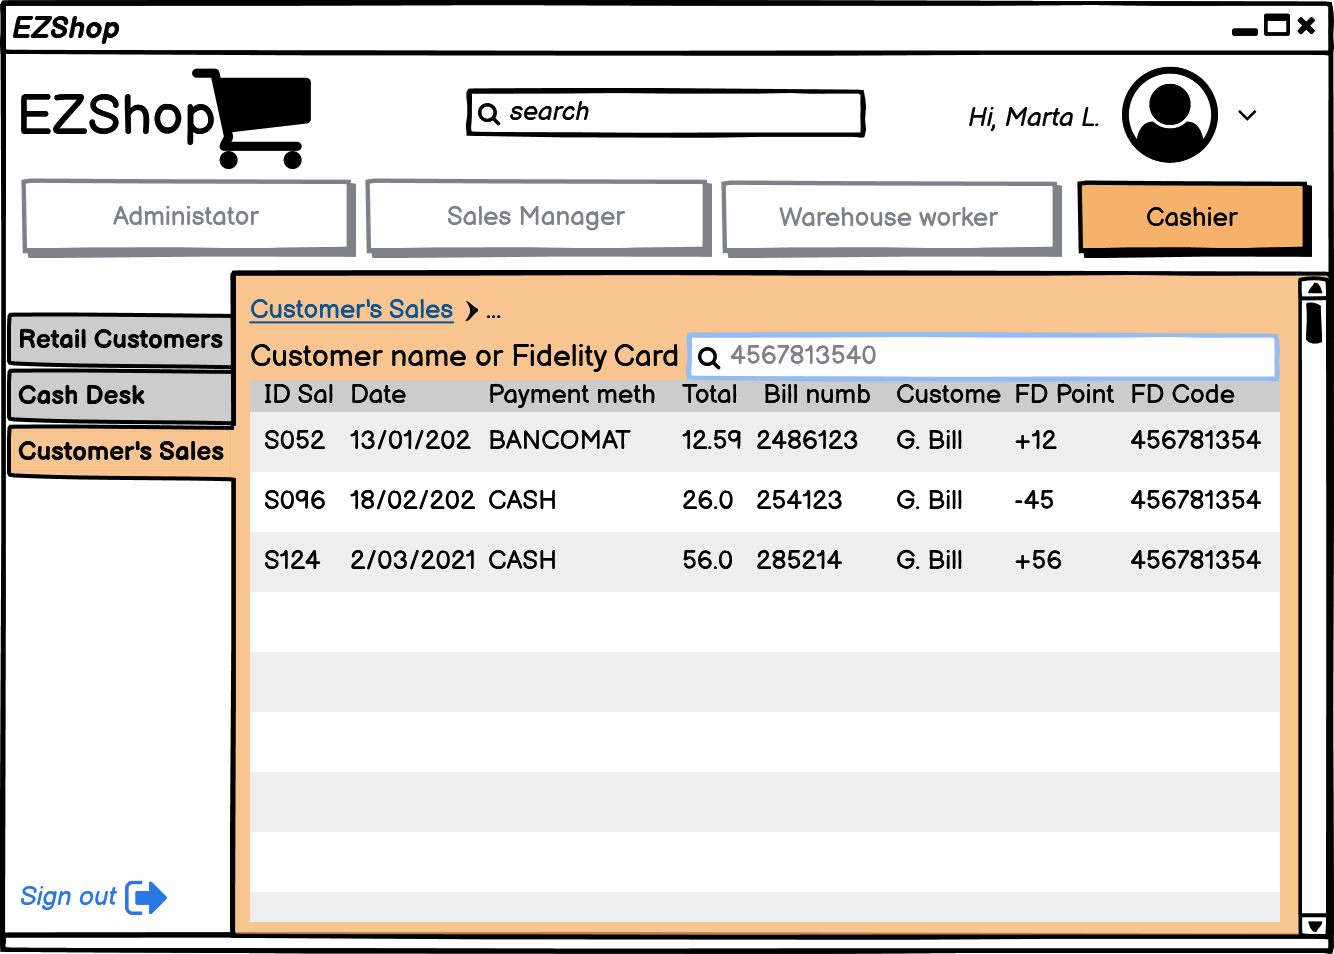 EZShop
EZShop
search
Hi, Marta L.
Administator
Sales Manager
Warehouse worker
Cashier
Retail Customers
Cash Desk
Customer's Sales
Customer's Sales ...
Customer name or Fidelity Card 4567813540
ID Sal Date Payment meth Total Bill numb Custome FD Point FD Code
S052 13/01/202 BANCOMAT 12.59 2486123 G. Bill +12 456781354
S096 18/02/202 CASH 26.0 254123 G. Bill -45 456781354
S124 2/03/2021 CASH 56.0 285214 G. Bill +56 456781354
Sign out